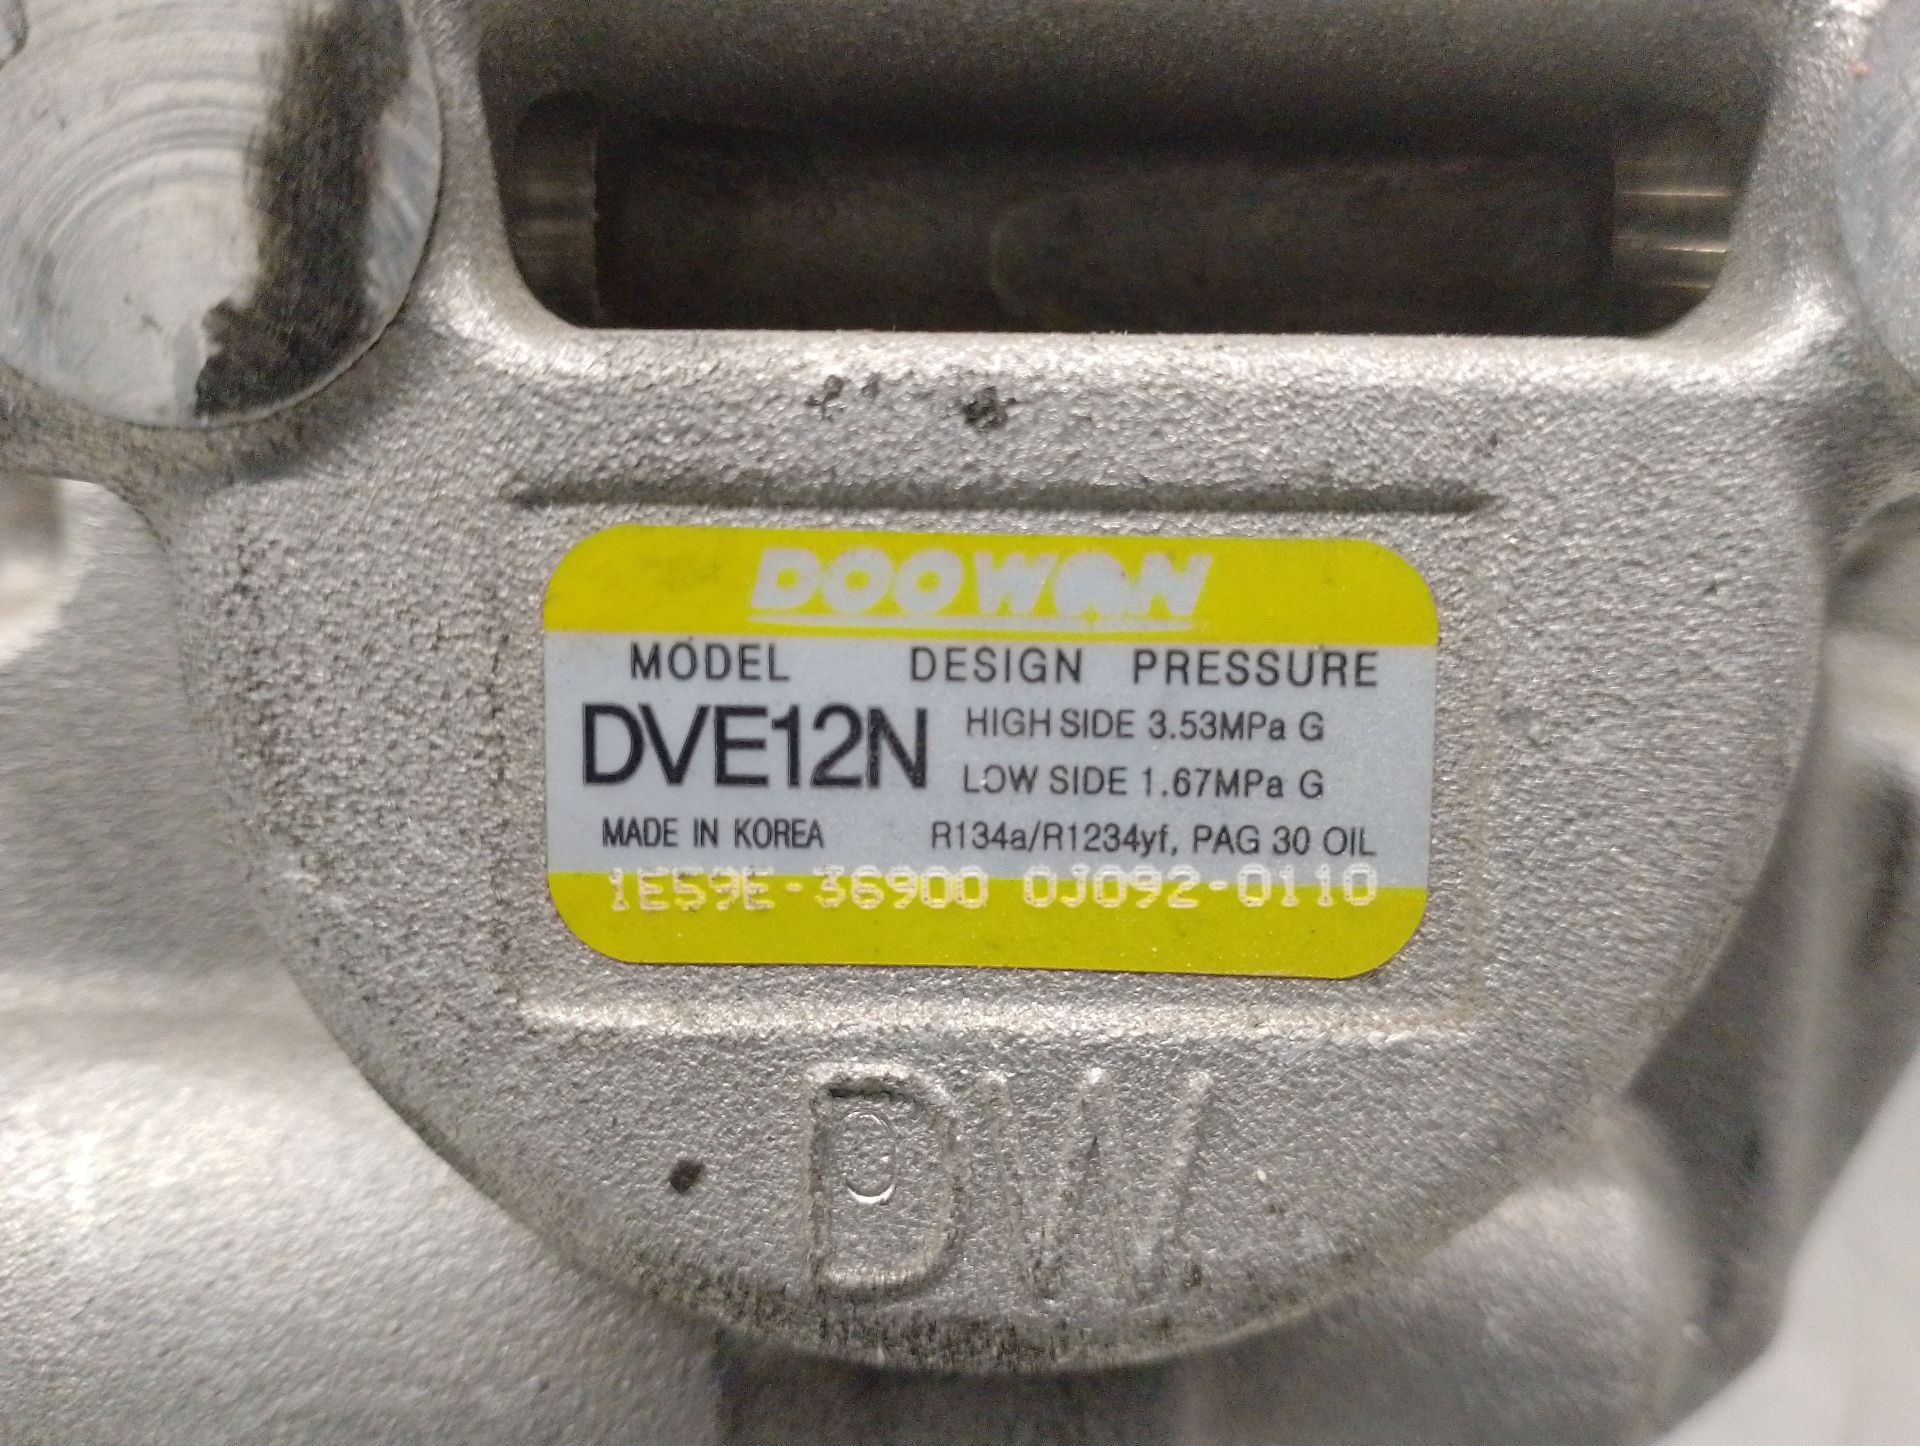 DOOWON
MODEL DESIGN PRESSURE
DVE12N HIGH SIDE 3.53MPa G
LOW SIDE 1.67MPa G
MADE IN KOREA R134a/R1234yf, PAG 30 OIL
1E59E-36900 0J092-0110
DW